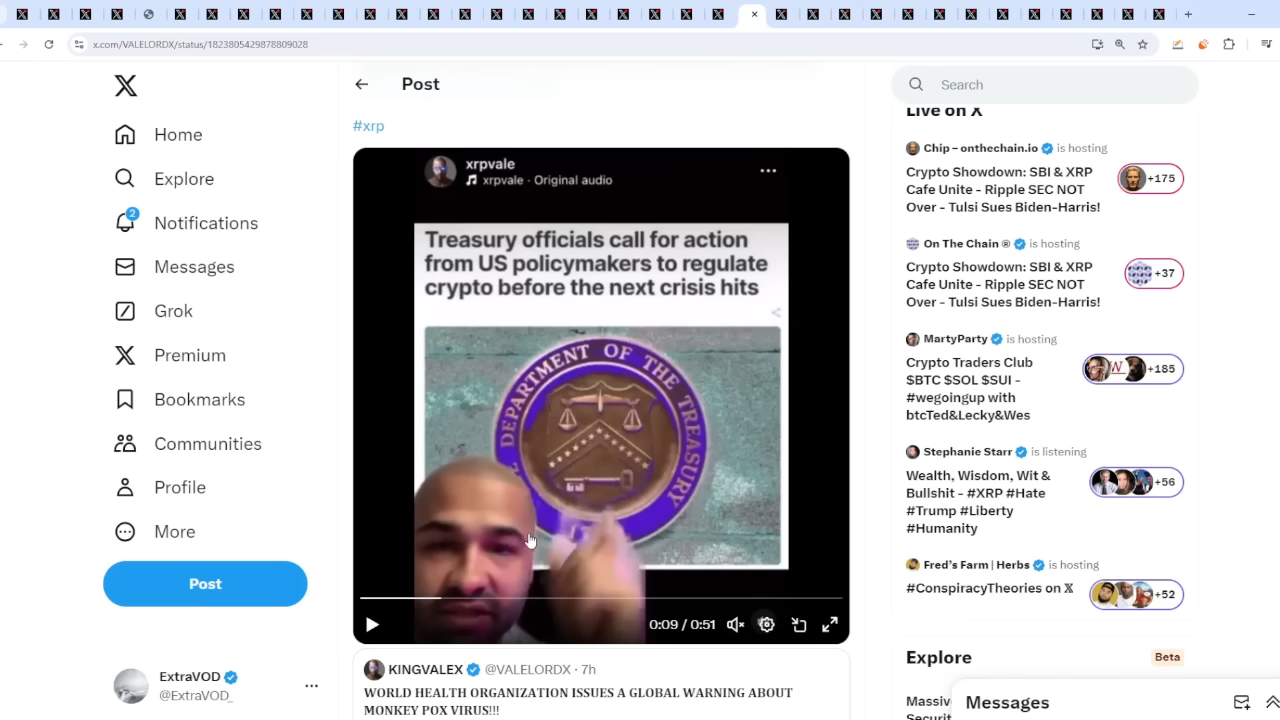 x.com/VALELORDX/status/1823805429878809028
Post
Search
Home
Explore
2
Notifications
Messages
Grok
Premium
Bookmarks
Communities
Profile
More
Post
ExtraVOD
@ExtraVOD_
#xrp
xrpvale
xrpvale · Original audio
Treasury officials call for action
from US policymakers to regulate
crypto before the next crisis hits
DEPARTMENT OF THE TREASURY
0:09 / 0:51
KINGVALEX @VALELORDX · 7h
WORLD HEALTH ORGANIZATION ISSUES A GLOBAL WARNING ABOUT
MONKEY POX VIRUS!!!
Live on X
Chip – onthechain.io is hosting
Crypto Showdown: SBI & XRP
Cafe Unite - Ripple SEC NOT
Over - Tulsi Sues Biden-Harris!
+175
On The Chain ® is hosting
Crypto Showdown: SBI & XRP
Cafe Unite - Ripple SEC NOT
Over - Tulsi Sues Biden-Harris!
+37
MartyParty is hosting
Crypto Traders Club
$BTC $SOL $SUI -
#wegoingup with
btcTed&Lecky&Wes
+185
Stephanie Starr is listening
Wealth, Wisdom, Wit &
Bullshit - #XRP #Hate
#Trump #Liberty
#Humanity
+56
Fred's Farm | Herbs is hosting
#ConspiracyTheories on 𝕏
+52
Explore
Beta
Messages